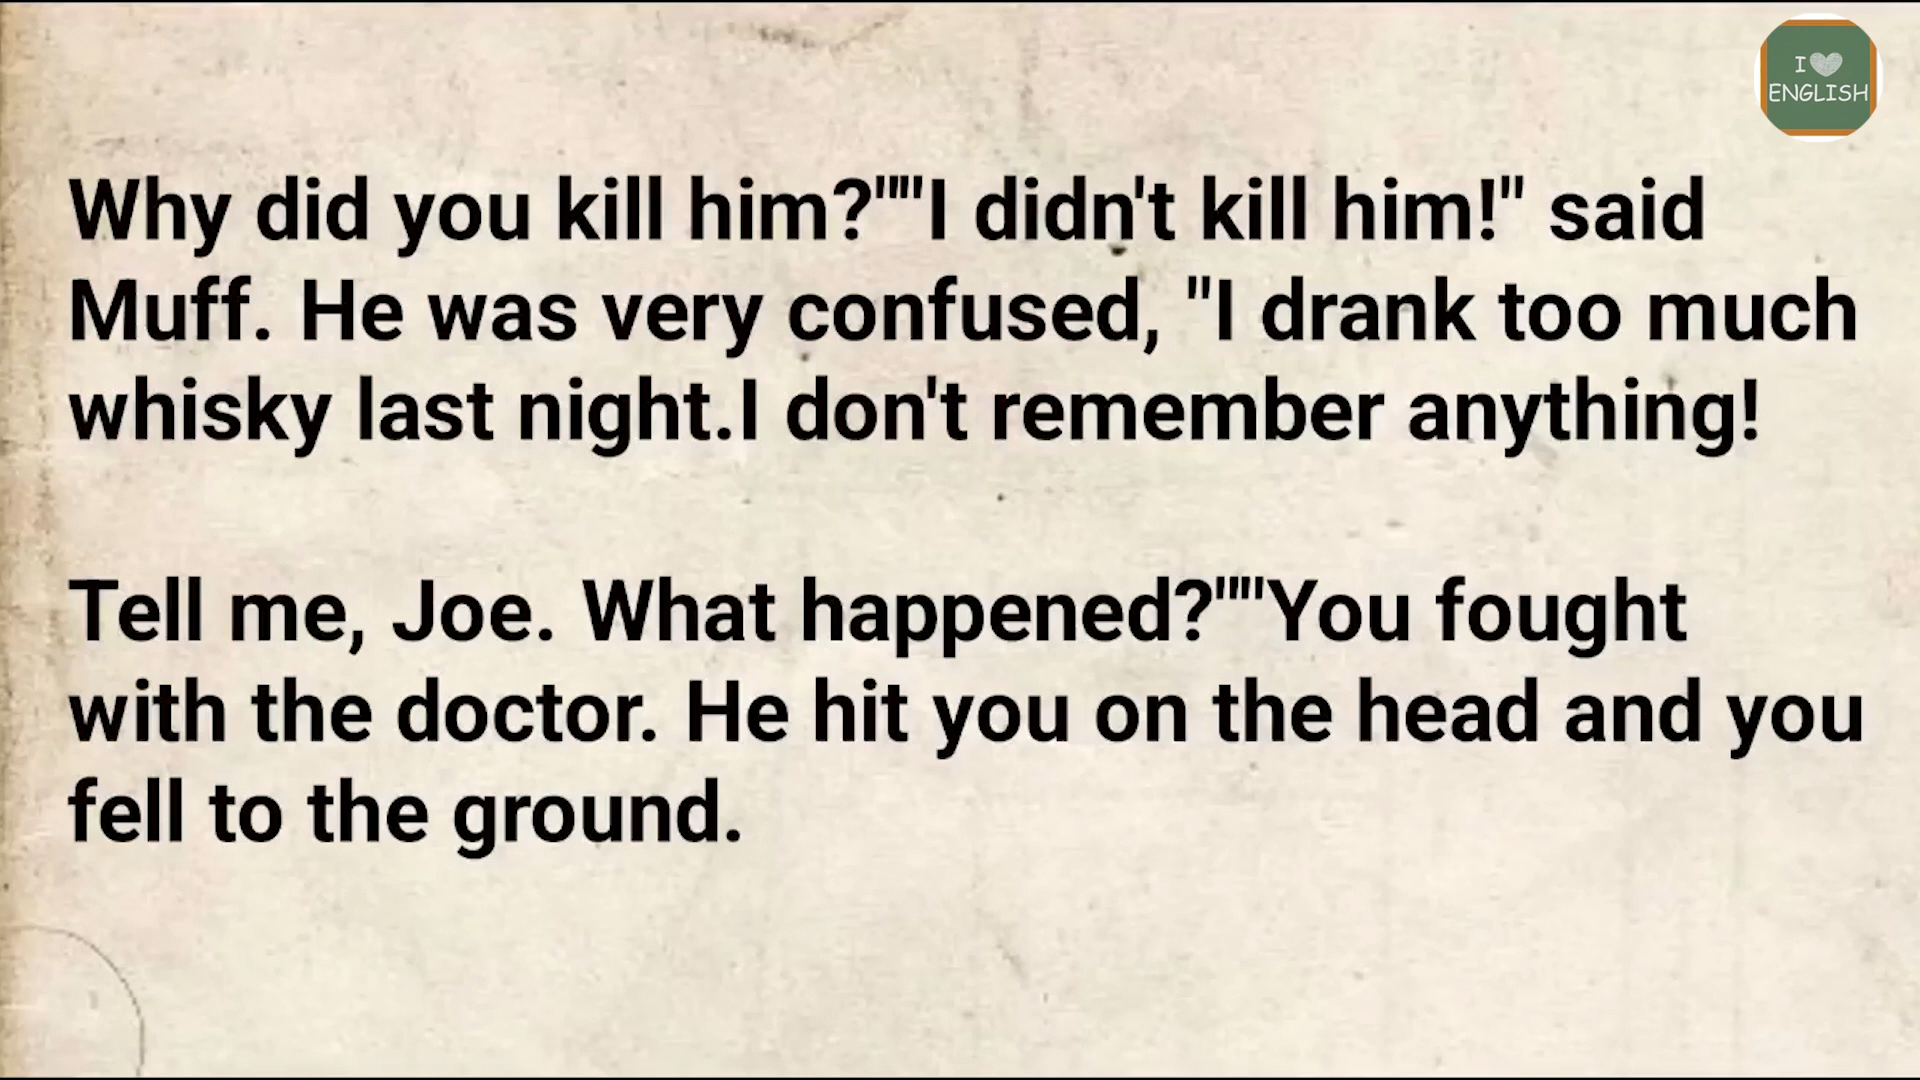 I ENGLISH
Why did you kill him?""I didn't kill him!" said
Muff. He was very confused, "I drank too much
whisky last night.I don't remember anything!
Tell me, Joe. What happened?""You fought
with the doctor. He hit you on the head and you
fell to the ground.